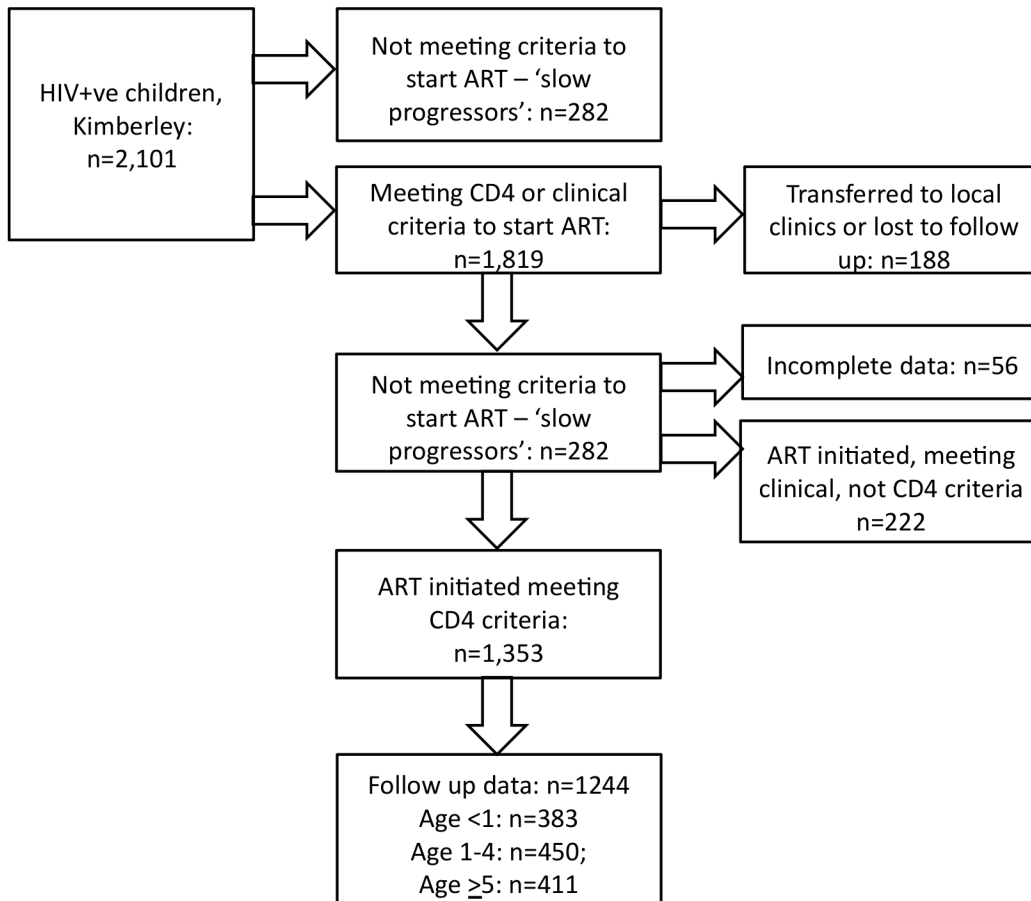 HIV+ve children,
Kimberley:
n=2,101
Not meeting criteria to
start ART – ‘slow
progressors’: n=282
Meeting CD4 or clinical
criteria to start ART:
n=1,819
Transferred to local
clinics or lost to follow
up: n=188
Not meeting criteria to
start ART – ‘slow
progressors’: n=282
Incomplete data: n=56
ART initiated, meeting
clinical, not CD4 criteria
n=222
ART initiated meeting
CD4 criteria:
n=1,353
Follow up data: n=1244
Age <1: n=383
Age 1-4: n=450;
Age ≥5: n=411